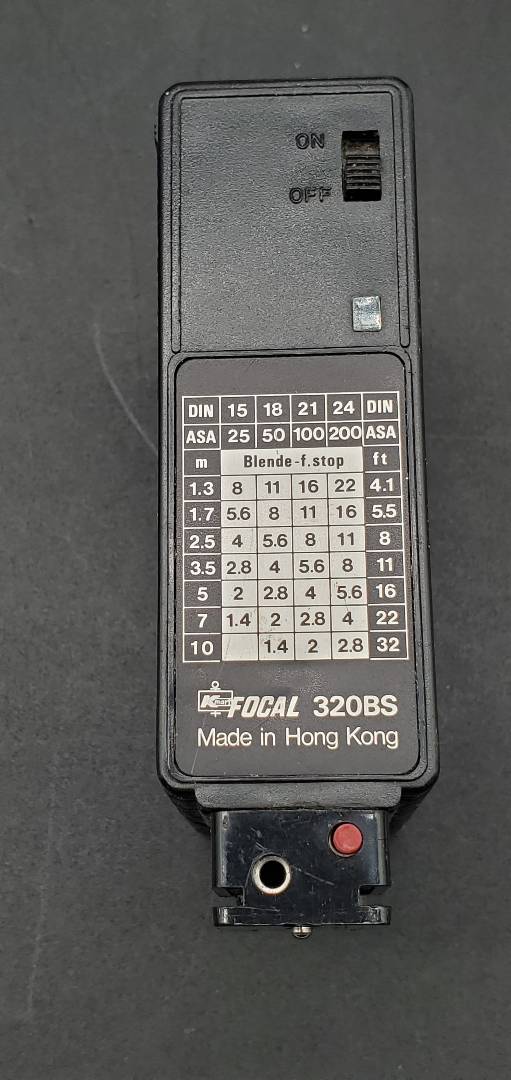 ON
OFF
DIN 15 18 21 24 DIN
ASA 25 50 100 200 ASA
m Blende-f.stop ft
1.3 8 11 16 22 4.1
1.7 5.6 8 11 16 5.5
2.5 4 5.6 8 11 8
3.5 2.8 4 5.6 8 11
5 2 2.8 4 5.6 16
7 1.4 2 2.8 4 22
10 1.4 2 2.8 32
Kmart FOCAL 320BS
Made in Hong Kong